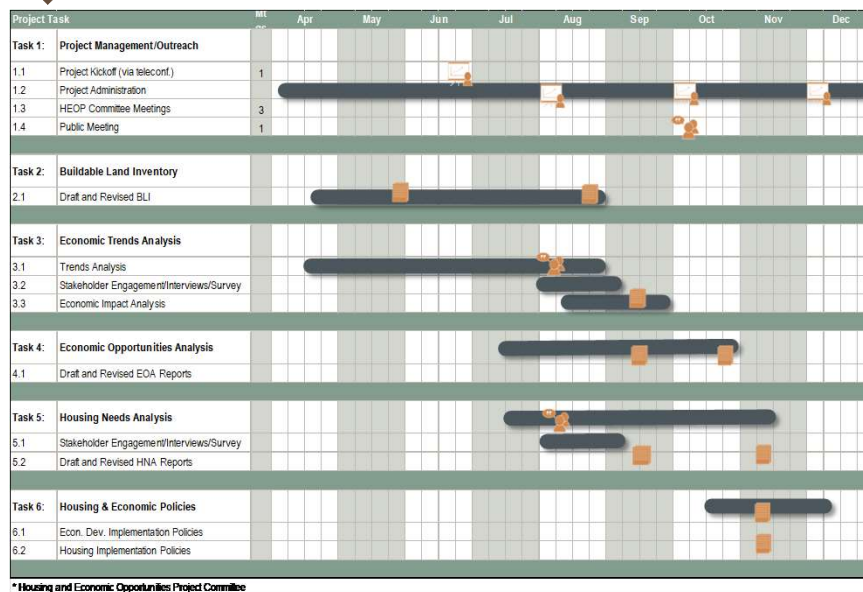 Project Task Mt gs Apr May Jun Jul Aug Sep Oct Nov Dec
Task 1: Project Management/Outreach
1.1 Project Kickoff (via teleconf.) 1
1.2 Project Administration
1.3 HEOP Committee Meetings 3
1.4 Public Meeting 1
Task 2: Buildable Land Inventory
2.1 Draft and Revised BLI
Task 3: Economic Trends Analysis
3.1 Trends Analysis
3.2 Stakeholder Engagement/Interviews/Survey
3.3 Economic Impact Analysis
Task 4: Economic Opportunities Analysis
4.1 Draft and Revised EOA Reports
Task 5: Housing Needs Analysis
5.1 Stakeholder Engagement/Interviews/Survey
5.2 Draft and Revised HNA Reports
Task 6: Housing & Economic Policies
6.1 Econ. Dev. Implementation Policies
6.2 Housing Implementation Policies
* Housing and Economic Opportunities Project Committee